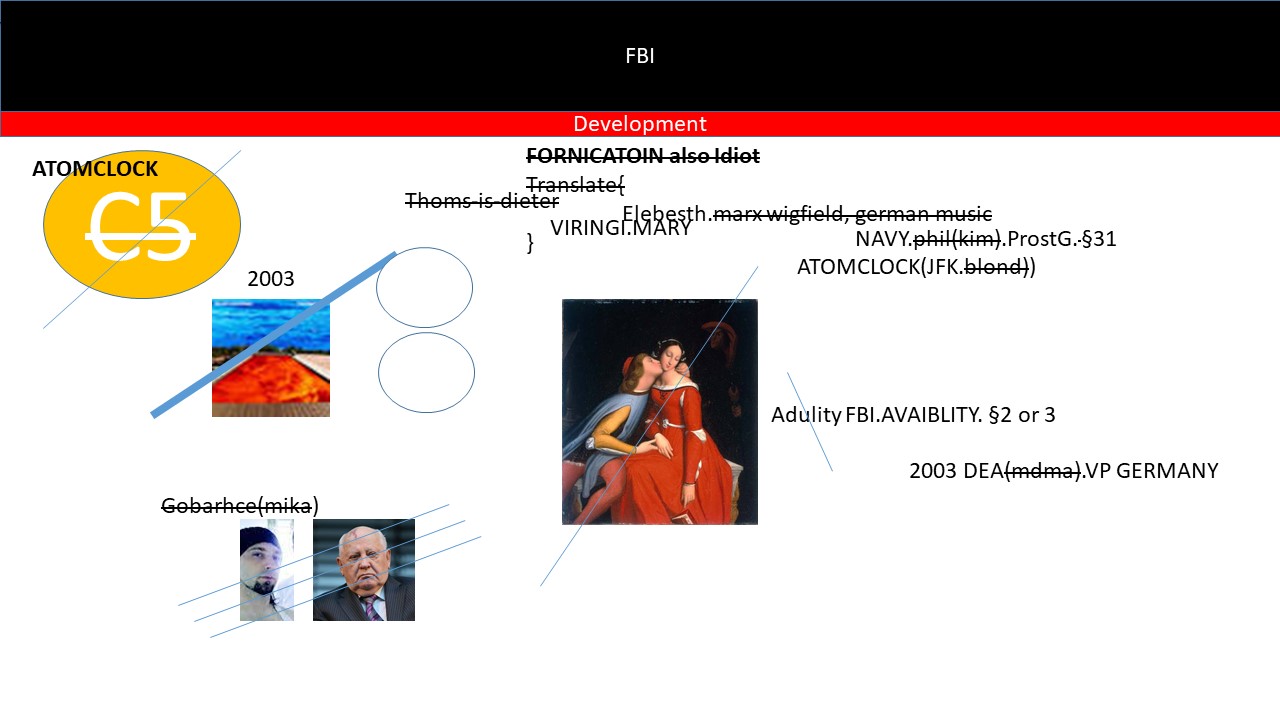 FBI
Development
ATOMCLOCK
C5
FORNICATOIN also Idiot
Translate{
Thoms-is-dieter
Elebesth.marx wigfield, german music
VIRINGI.MARY
}
NAVY.phil(kim).ProstG.-§31
ATOMCLOCK(JFK.blond))
2003
Adulity FBI.AVAIBLITY. §2 or 3
2003 DEA(mdma).VP GERMANY
Gobarhce(mika)